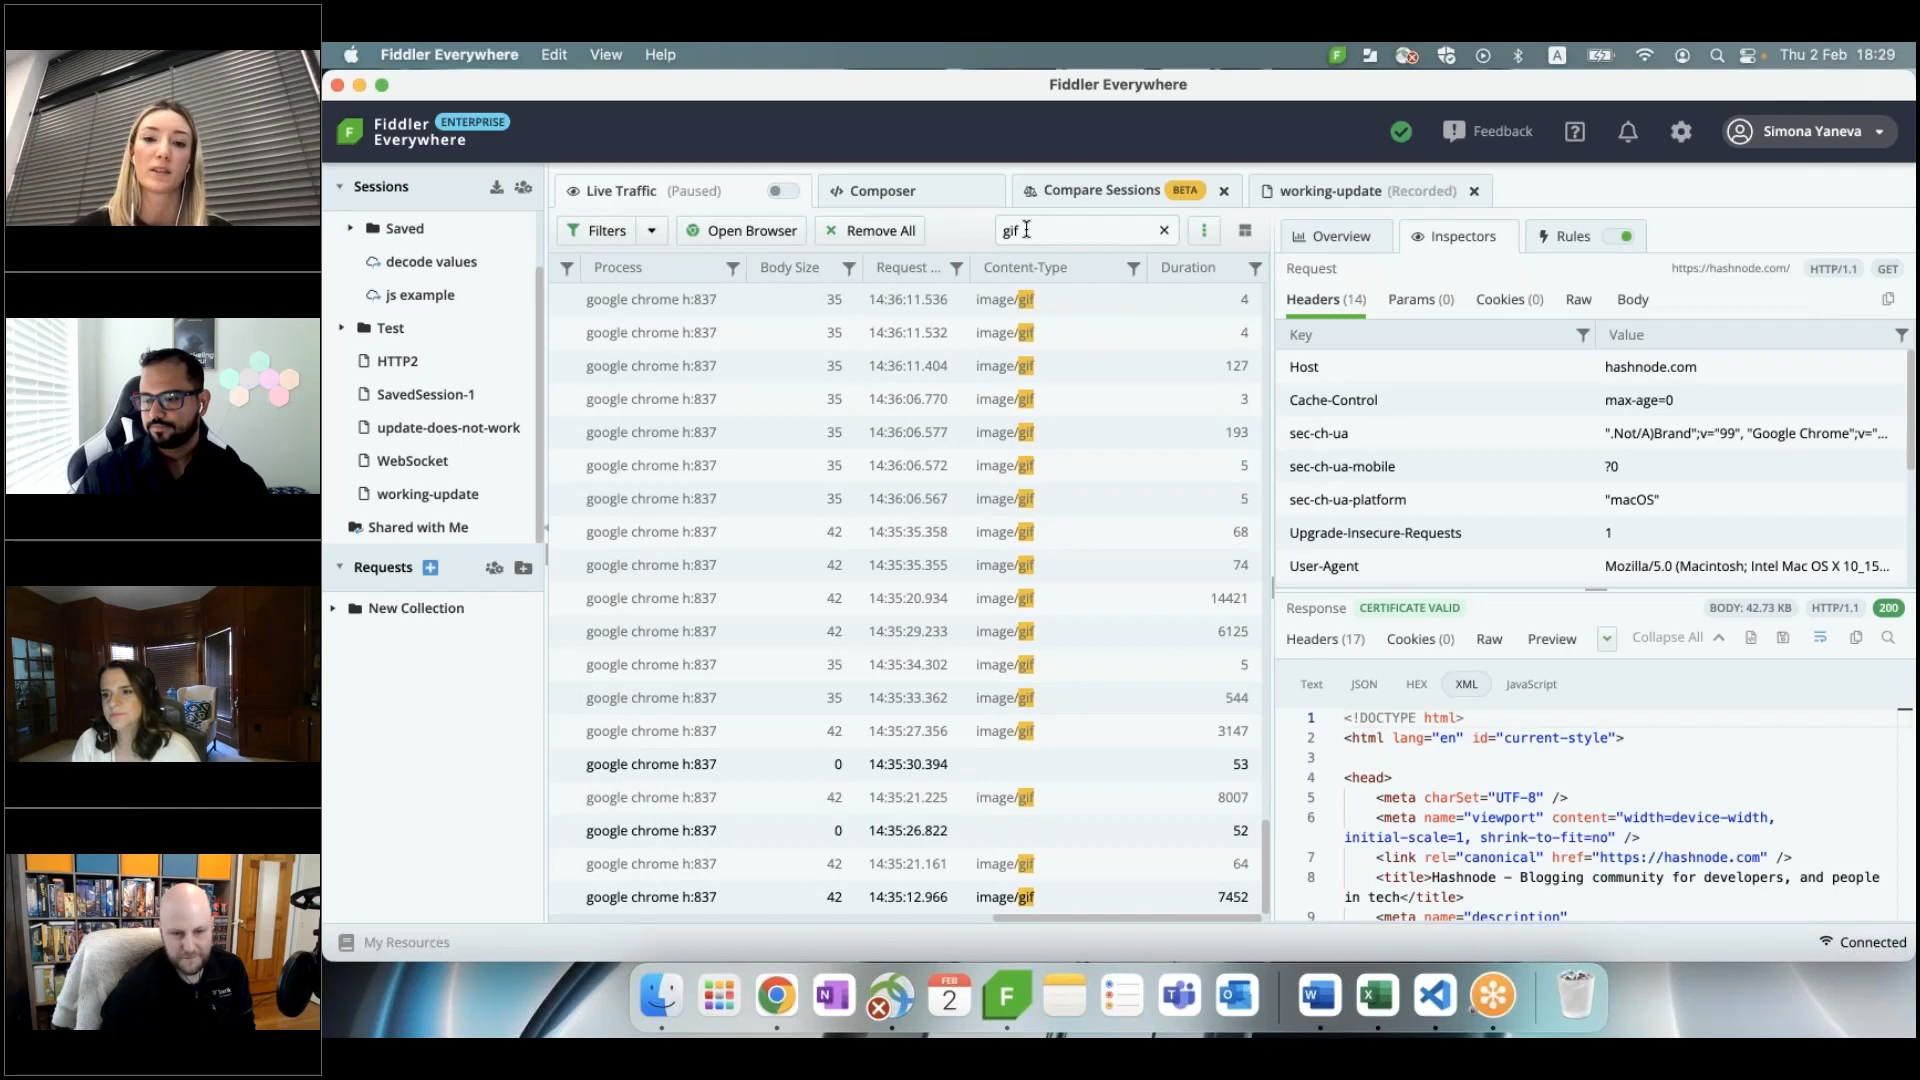 Fiddler Everywhere Edit View Help
A Thu 2 Feb 18:29
Fiddler Everywhere
F Fiddler Everywhere ENTERPRISE
Feedback
Simona Yaneva
Sessions
Saved
decode values
js example
Test
HTTP2
SavedSession-1
update-does-not-work
WebSocket
working-update
Shared with Me
Requests
New Collection
Live Traffic (Paused)
Composer
Compare Sessions BETA
working-update (Recorded)
Filters
Open Browser
Remove All
gif
Process Body Size Request ... Content-Type Duration
google chrome h:837 35 14:36:11.536 image/gif 4
google chrome h:837 35 14:36:11.532 image/gif 4
google chrome h:837 35 14:36:11.404 image/gif 127
google chrome h:837 35 14:36:06.770 image/gif 3
google chrome h:837 35 14:36:06.577 image/gif 193
google chrome h:837 35 14:36:06.572 image/gif 5
google chrome h:837 35 14:36:06.567 image/gif 5
google chrome h:837 42 14:35:35.358 image/gif 68
google chrome h:837 42 14:35:35.355 image/gif 74
google chrome h:837 42 14:35:20.934 image/gif 14421
google chrome h:837 42 14:35:29.233 image/gif 6125
google chrome h:837 35 14:35:34.302 image/gif 5
google chrome h:837 35 14:35:33.362 image/gif 544
google chrome h:837 42 14:35:27.356 image/gif 3147
google chrome h:837 0 14:35:30.394 53
google chrome h:837 42 14:35:21.225 image/gif 8007
google chrome h:837 0 14:35:26.822 52
google chrome h:837 42 14:35:21.161 image/gif 64
google chrome h:837 42 14:35:12.966 image/gif 7452
Overview Inspectors Rules
Request https://hashnode.com/ HTTP/1.1 GET
Headers (14) Params (0) Cookies (0) Raw Body
Key Value
Host hashnode.com
Cache-Control max-age=0
sec-ch-ua ".Not/A)Brand";v="99", "Google Chrome";v="...
sec-ch-ua-mobile ?0
sec-ch-ua-platform "macOS"
Upgrade-Insecure-Requests 1
User-Agent Mozilla/5.0 (Macintosh; Intel Mac OS X 10_15...
Response CERTIFICATE VALID BODY: 42.73 KB HTTP/1.1 200
Headers (17) Cookies (0) Raw Preview Collapse All
Text JSON HEX XML JavaScript
1 <!DOCTYPE html>
2 <html lang="en" id="current-style">
3
4 <head>
5 <meta charSet="UTF-8" />
6 <meta name="viewport" content="width=device-width,
initial-scale=1, shrink-to-fit=no" />
7 <link rel="canonical" href="https://hashnode.com" />
8 <title>Hashnode – Blogging community for developers, and people
in tech</title>
9 <meta name="description"
My Resources
Connected
FEB
2